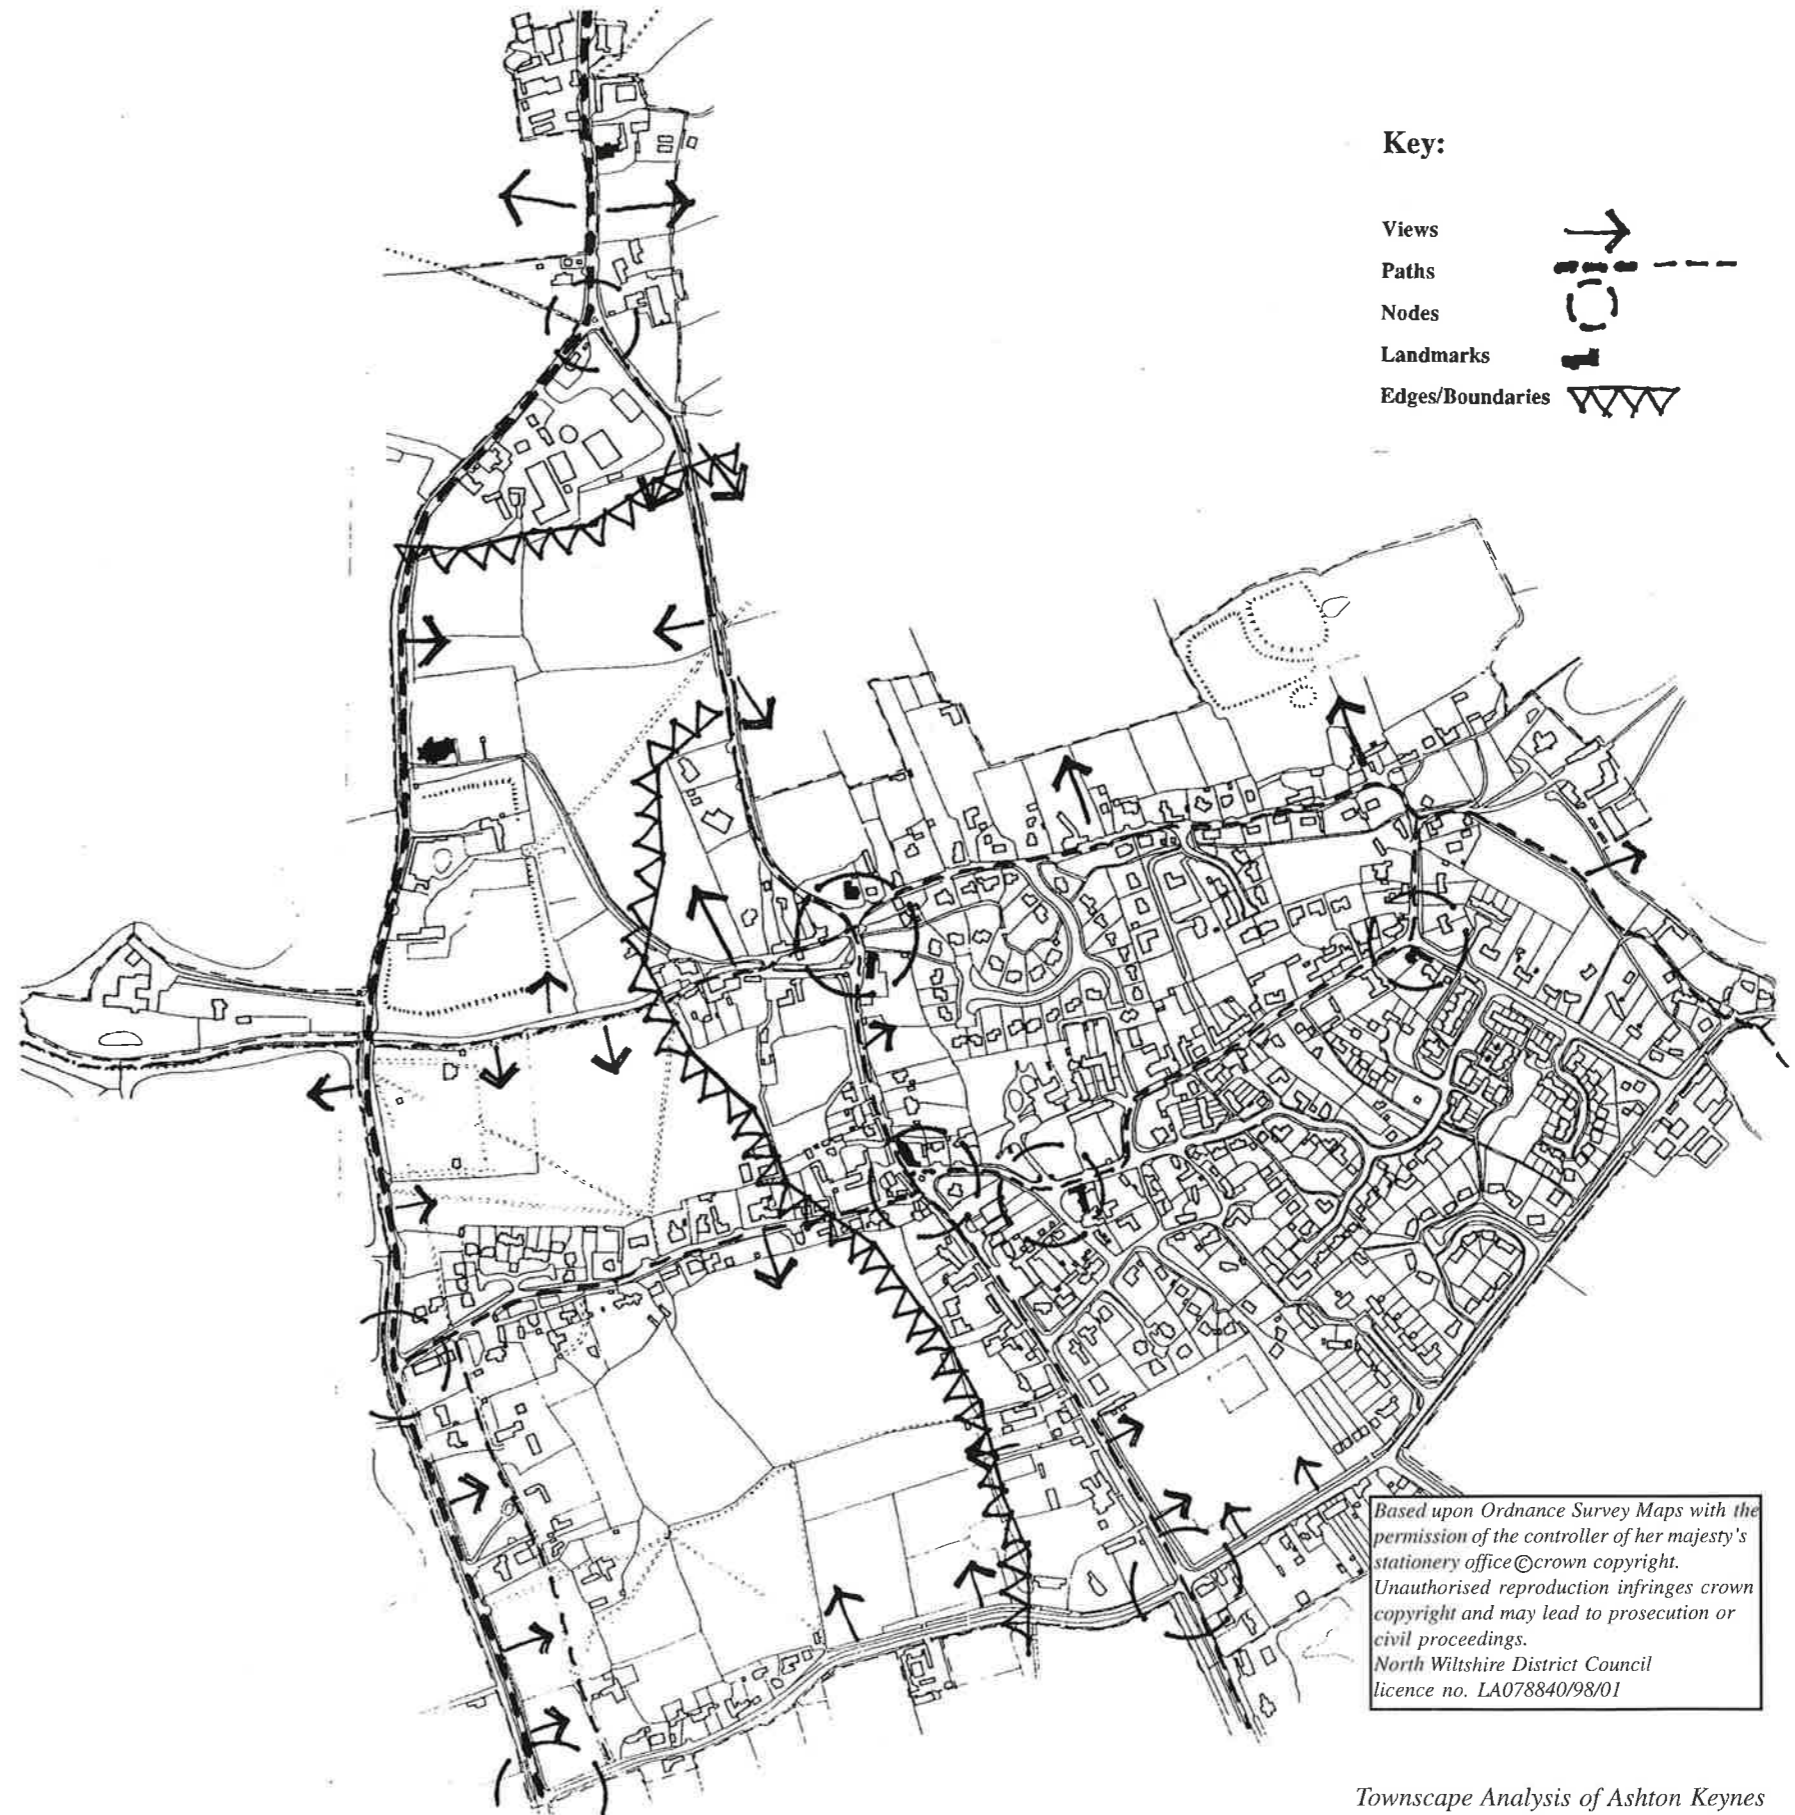 Key:
Views
Paths
Nodes
Landmarks
Edges/Boundaries
Based upon Ordnance Survey Maps with the
permission of the controller of her majesty's
stationery office©crown copyright.
Unauthorised reproduction infringes crown
copyright and may lead to prosecution or
civil proceedings.
North Wiltshire District Council
licence no. LA078840/98/01
Townscape Analysis of Ashton Keynes